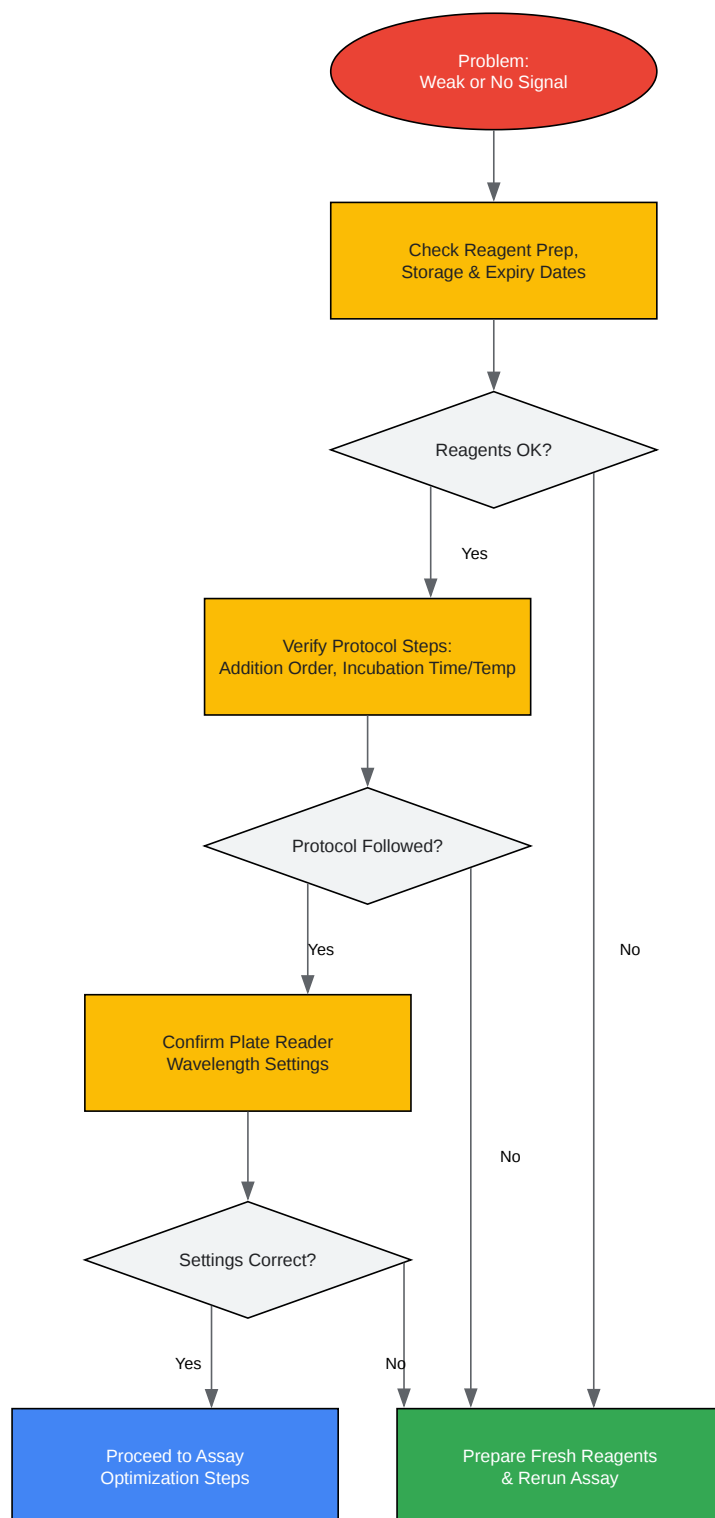 Problem:
Weak or No Signal
Check Reagent Prep,
Storage & Expiry Dates
Reagents OK?
Yes
Verify Protocol Steps:
Addition Order, Incubation Time/Temp
Protocol Followed?
Yes
No
Confirm Plate Reader
Wavelength Settings
No
Settings Correct?
Yes
No
Proceed to Assay
Optimization Steps
Prepare Fresh Reagents
& Rerun Assay